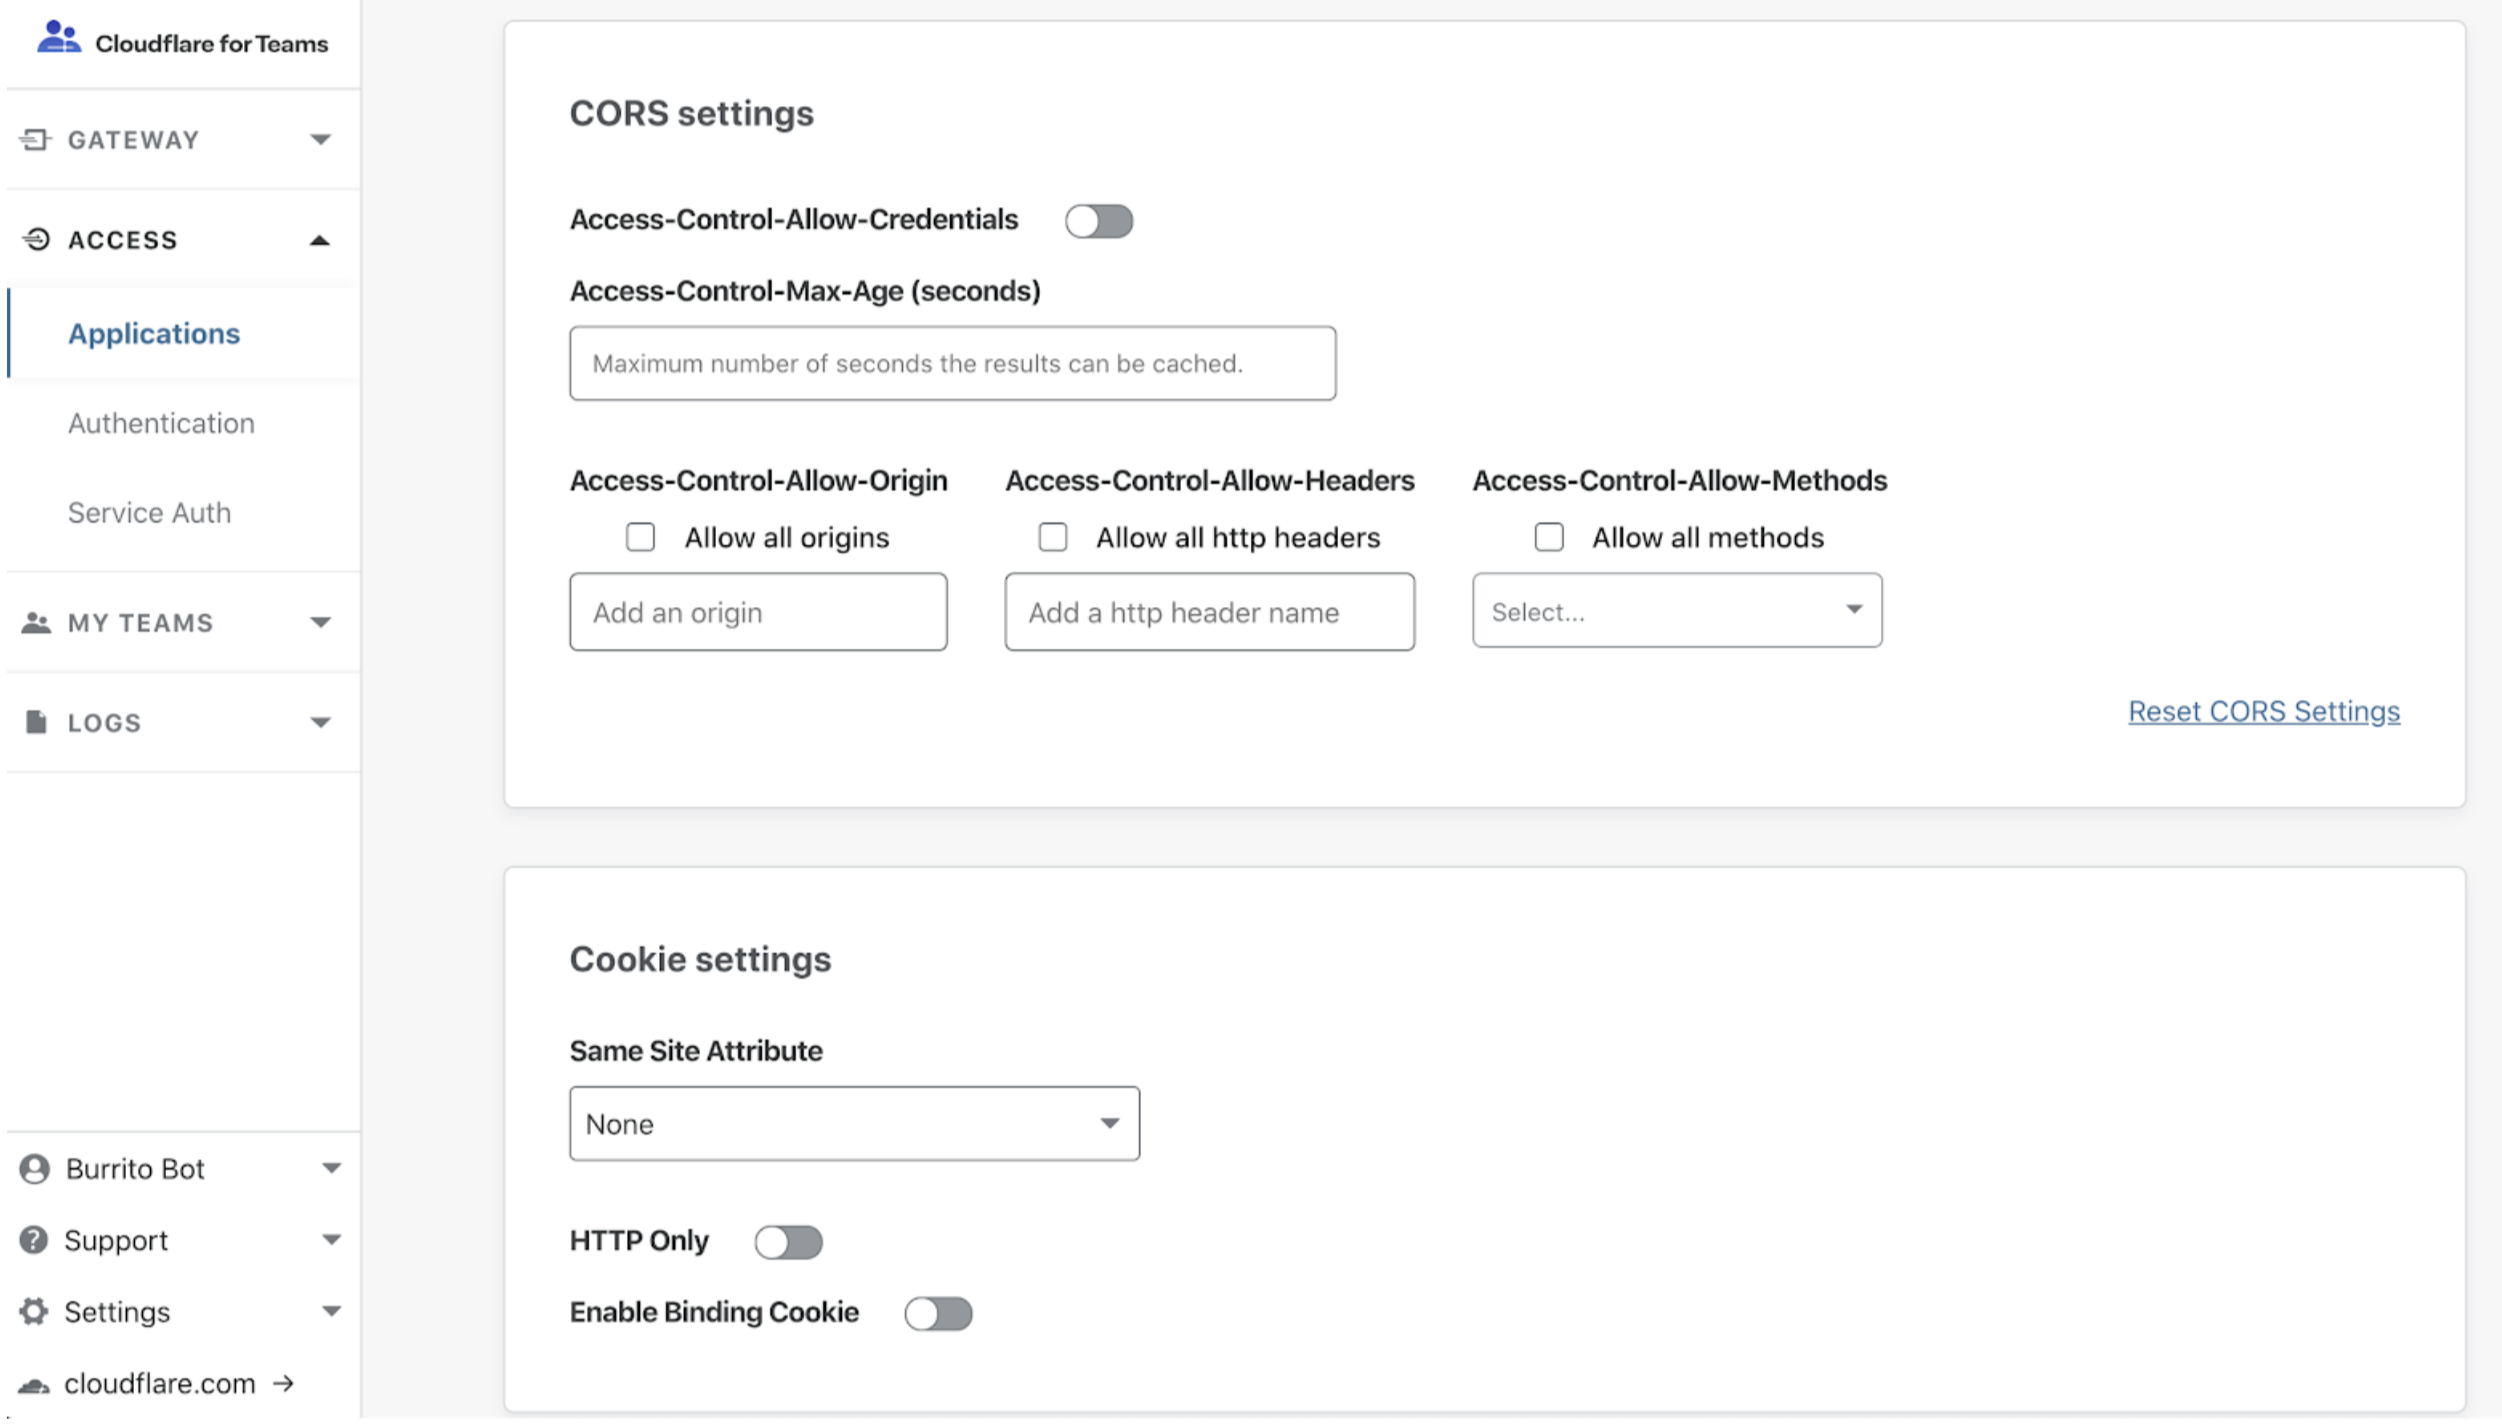 Cloudflare for Teams
GATEWAY
ACCESS
Applications
Authentication
Service Auth
MY TEAMS
LOGS
Burrito Bot
Support
Settings
cloudflare.com →
CORS settings
Access-Control-Allow-Credentials
Access-Control-Max-Age (seconds)
Maximum number of seconds the results can be cached.
Access-Control-Allow-Origin
Allow all origins
Add an origin
Access-Control-Allow-Headers
Allow all http headers
Add a http header name
Access-Control-Allow-Methods
Allow all methods
Select...
Reset CORS Settings
Cookie settings
Same Site Attribute
None
HTTP Only
Enable Binding Cookie